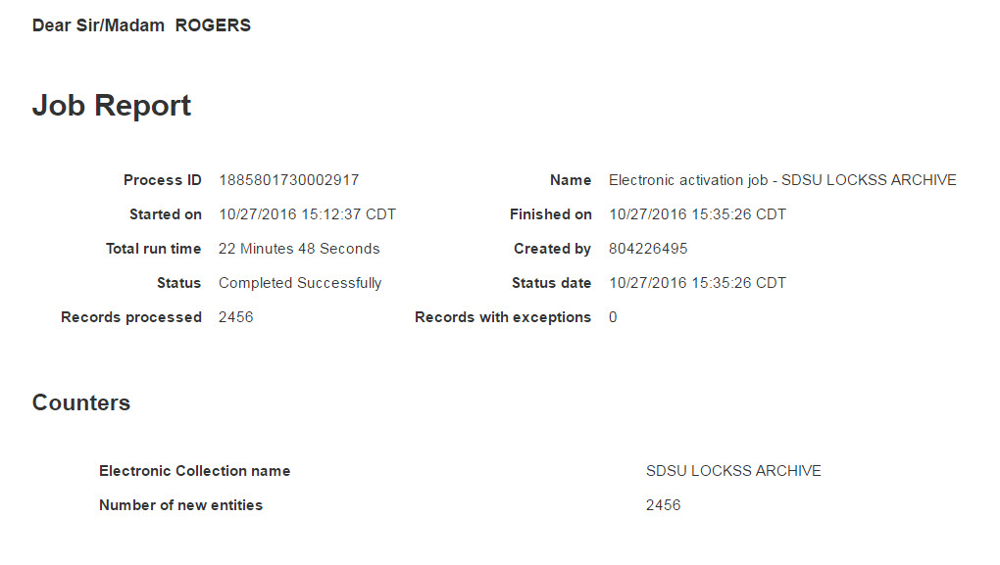 Dear Sir/Madam ROGERS
Job Report
Process ID 1885801730002917 Name Electronic activation job - SDSU LOCKSS ARCHIVE
Started on 10/27/2016 15:12:37 CDT Finished on 10/27/2016 15:35:26 CDT
Total run time 22 Minutes 48 Seconds Created by 804226495
Status Completed Successfully Status date 10/27/2016 15:35:26 CDT
Records processed 2456 Records with exceptions 0
Counters
Electronic Collection name SDSU LOCKSS ARCHIVE
Number of new entities 2456